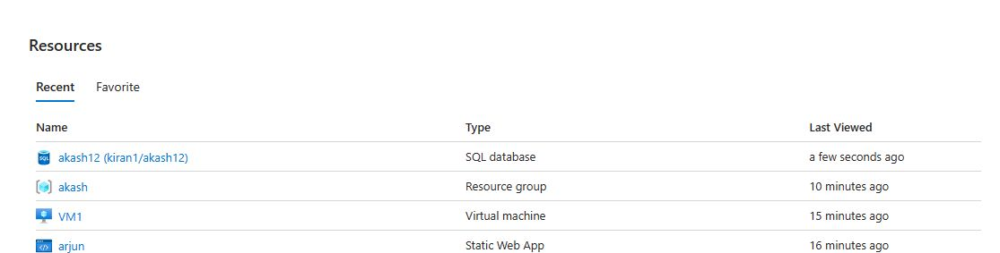 Resources
Recent Favorite
Name Type Last Viewed
SQL akash12 (kiran1/akash12) SQL database a few seconds ago
akash Resource group 10 minutes ago
VM1 Virtual machine 15 minutes ago
arjun Static Web App 16 minutes ago